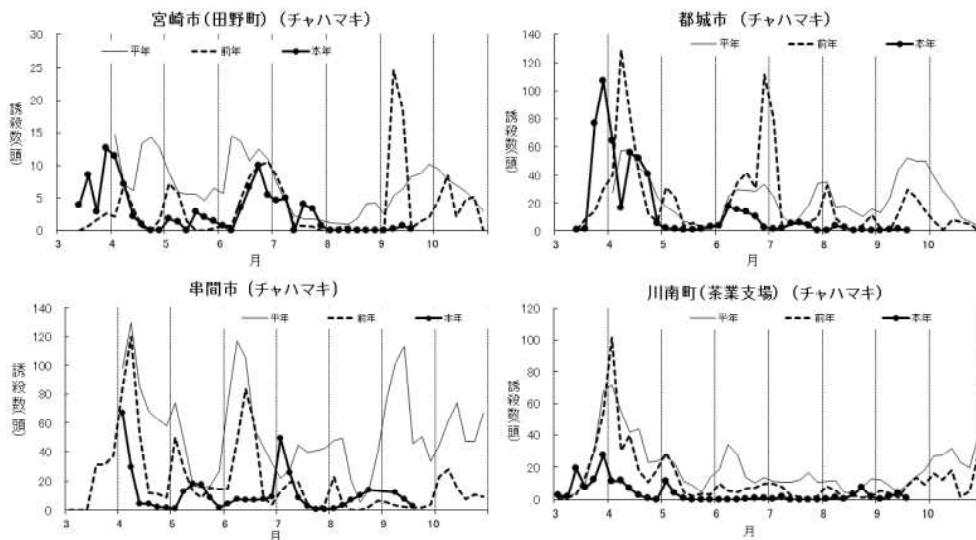 宮崎市(田野町) (チャハマキ)
平年 前年 本年
誘殺数(頭)
30
25
20
15
10
5
0
3 4 5 6 7 8 9 10
月
都城市 (チャハマキ)
平年 前年 本年
誘殺数(頭)
140
120
100
80
60
40
20
0
3 4 5 6 7 8 9 10
月
串間市 (チャハマキ)
平年 前年 本年
誘殺数(頭)
140
120
100
80
60
40
20
0
3 4 5 6 7 8 9 10
月
川南町(茶業支場) (チャハマキ)
平年 前年 本年
誘殺数(頭)
120
100
80
60
40
20
0
3 4 5 6 7 8 9 10
月